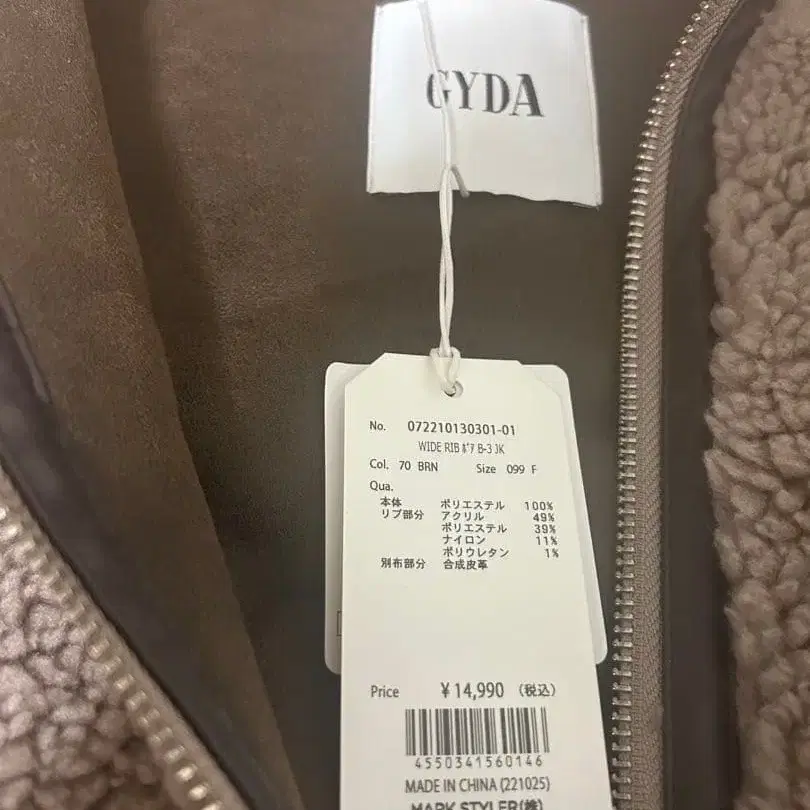 GYDA
No. 072210130301-01
WIDE RIB ﾎﾞｱ B-3 JK
Col. 70 BRN Size 099 F
Qua.
本体 ポリエステル 100%
リブ部分 アクリル 49%
ポリエステル 39%
ナイロン 11%
ポリウレタン 1%
別布部分 合成皮革
Price ¥14,990 (税込)
4550341560146
MADE IN CHINA (221025)
MARK STYLER(株)